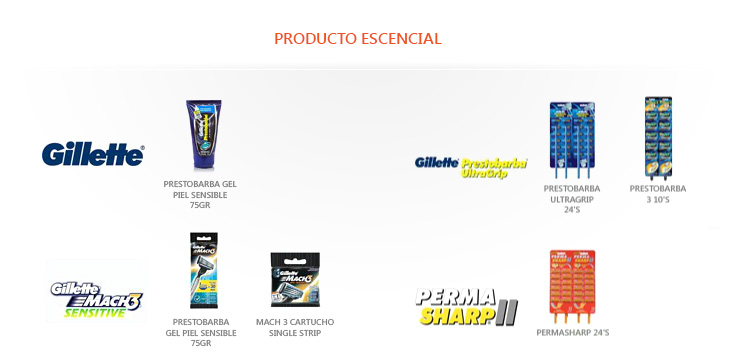 PRODUCTO ESCENCIAL
Gillette
PRESTOBARBA GEL
PIEL SENSIBLE
75GR
Gillette Prestobarba
UltraGrip
PRESTOBARBA
ULTRAGRIP
24'S
PRESTOBARBA
3 10'S
Gillette
MACH3
SENSITIVE
PRESTOBARBA
GEL PIEL SENSIBLE
75GR
MACH 3 CARTUCHO
SINGLE STRIP
PERMA
SHARP II
PERMASHARP 24'S